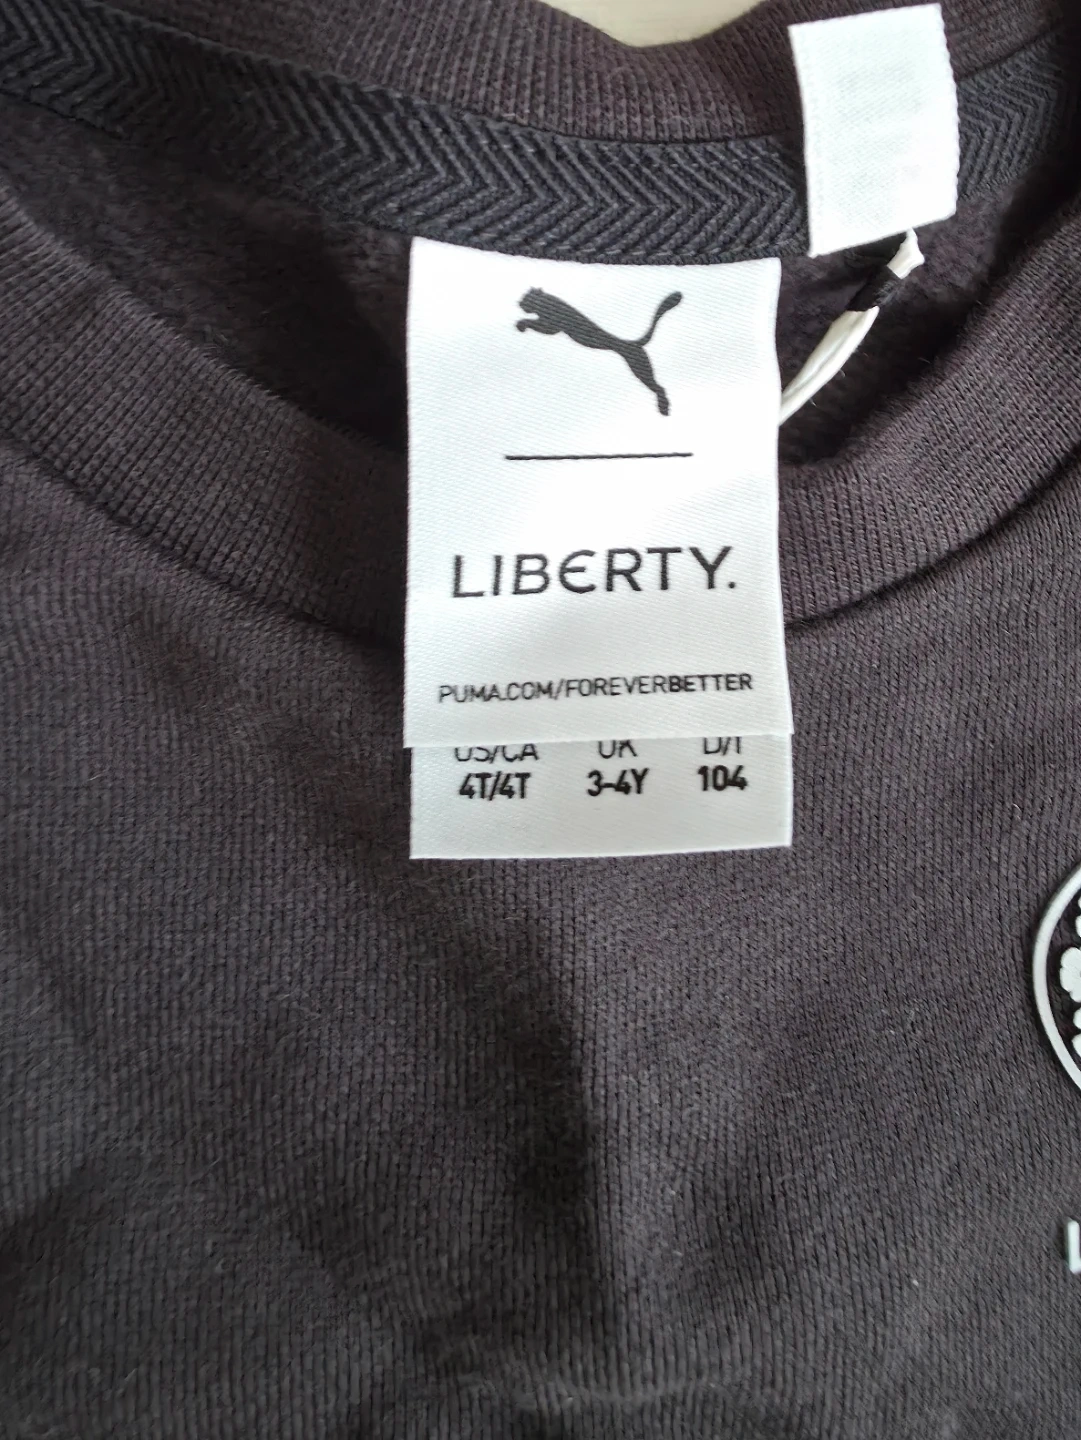 LIBERTY.
PUMA.COM/FOREVERBETTER
US/CA UK D/I
4T/4T 3-4Y 104